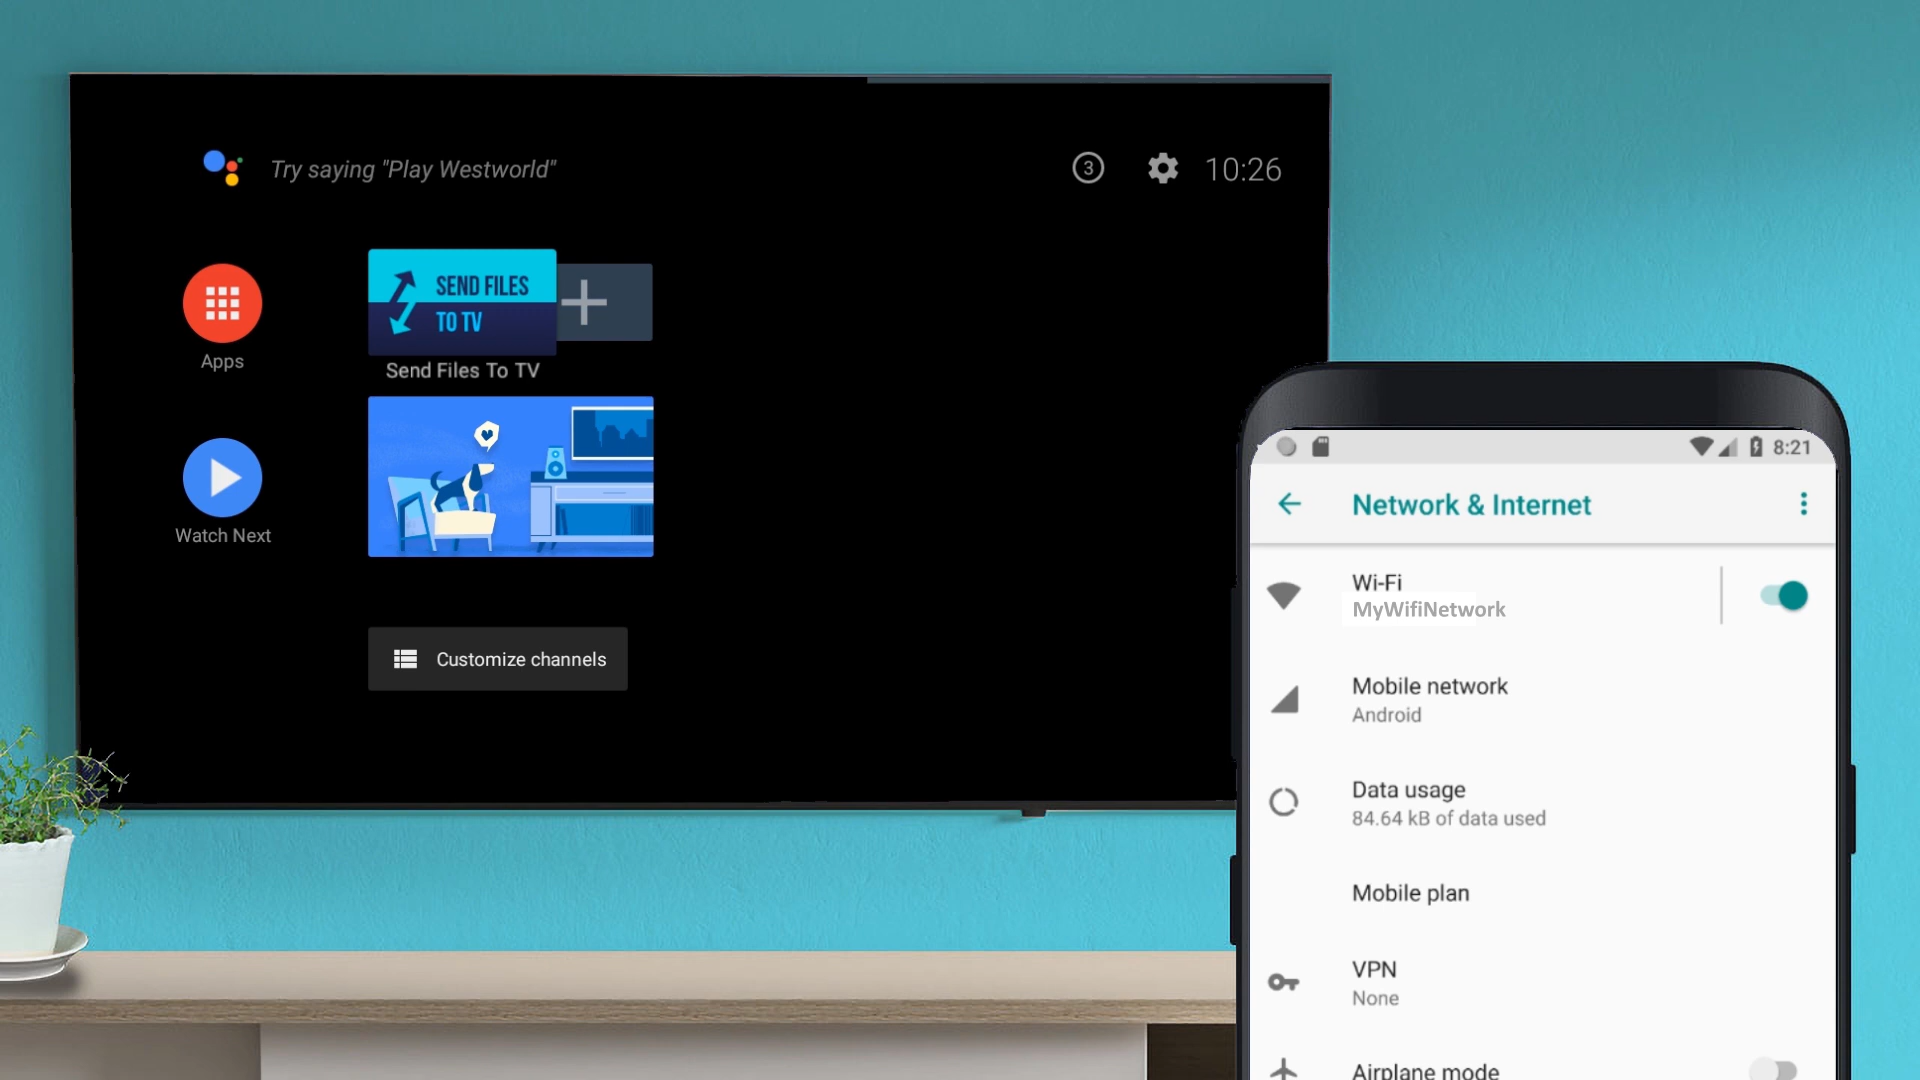 Try saying "Play Westworld"
3
10:26
SEND FILES
TO TV
Apps
Send Files To TV
Watch Next
Customize channels
8:21
Network & Internet
Wi-Fi
MyWifiNetwork
Mobile network
Android
Data usage
84.64 kB of data used
Mobile plan
VPN
None
Airplane mode